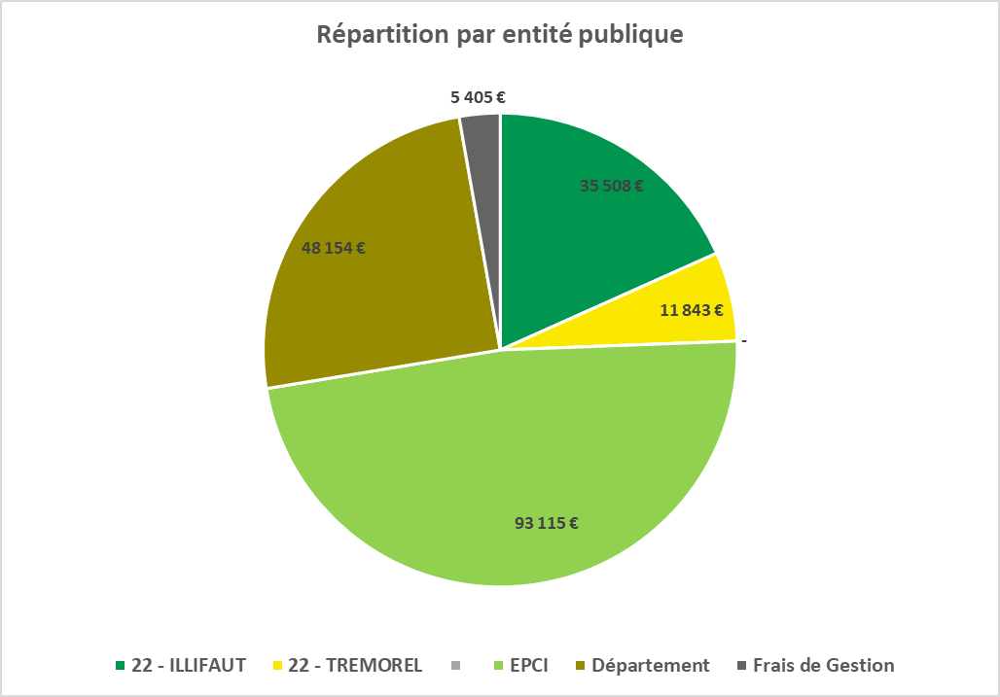 Répartition par entité publique
5 405 €
35 508 €
48 154 €
11 843 €
-
93 115 €
22 - ILLIFAUT 22 - TREMOREL EPCI Département Frais de Gestion